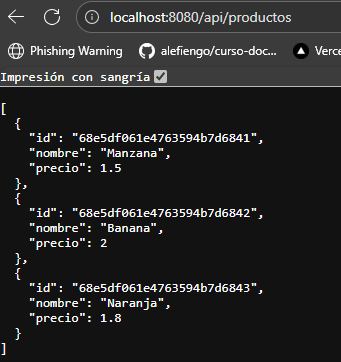 localhost:8080/api/productos
Phishing Warning alefiengo/curso-doc... Verce
Impresión con sangría
[
  {
    "id": "68e5df061e4763594b7d6841",
    "nombre": "Manzana",
    "precio": 1.5
  },
  {
    "id": "68e5df061e4763594b7d6842",
    "nombre": "Banana",
    "precio": 2
  },
  {
    "id": "68e5df061e4763594b7d6843",
    "nombre": "Naranja",
    "precio": 1.8
  }
]